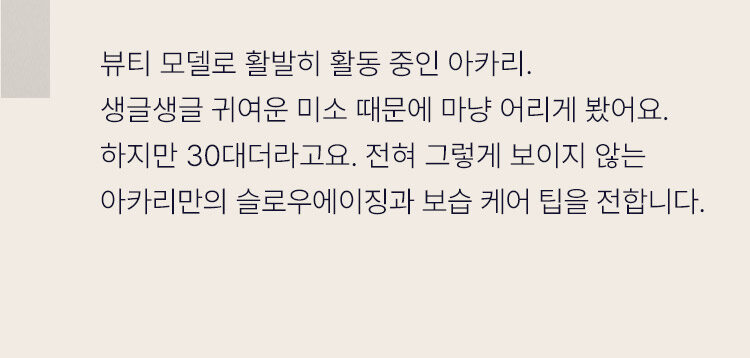 뷰티 모델로 활발히 활동 중인 아카리.
생글생글 귀여운 미소 때문에 마냥 어리게 봤어요.
하지만 30대더라고요. 전혀 그렇게 보이지 않는
아카리만의 슬로우에이징과 보습 케어 팁을 전합니다.